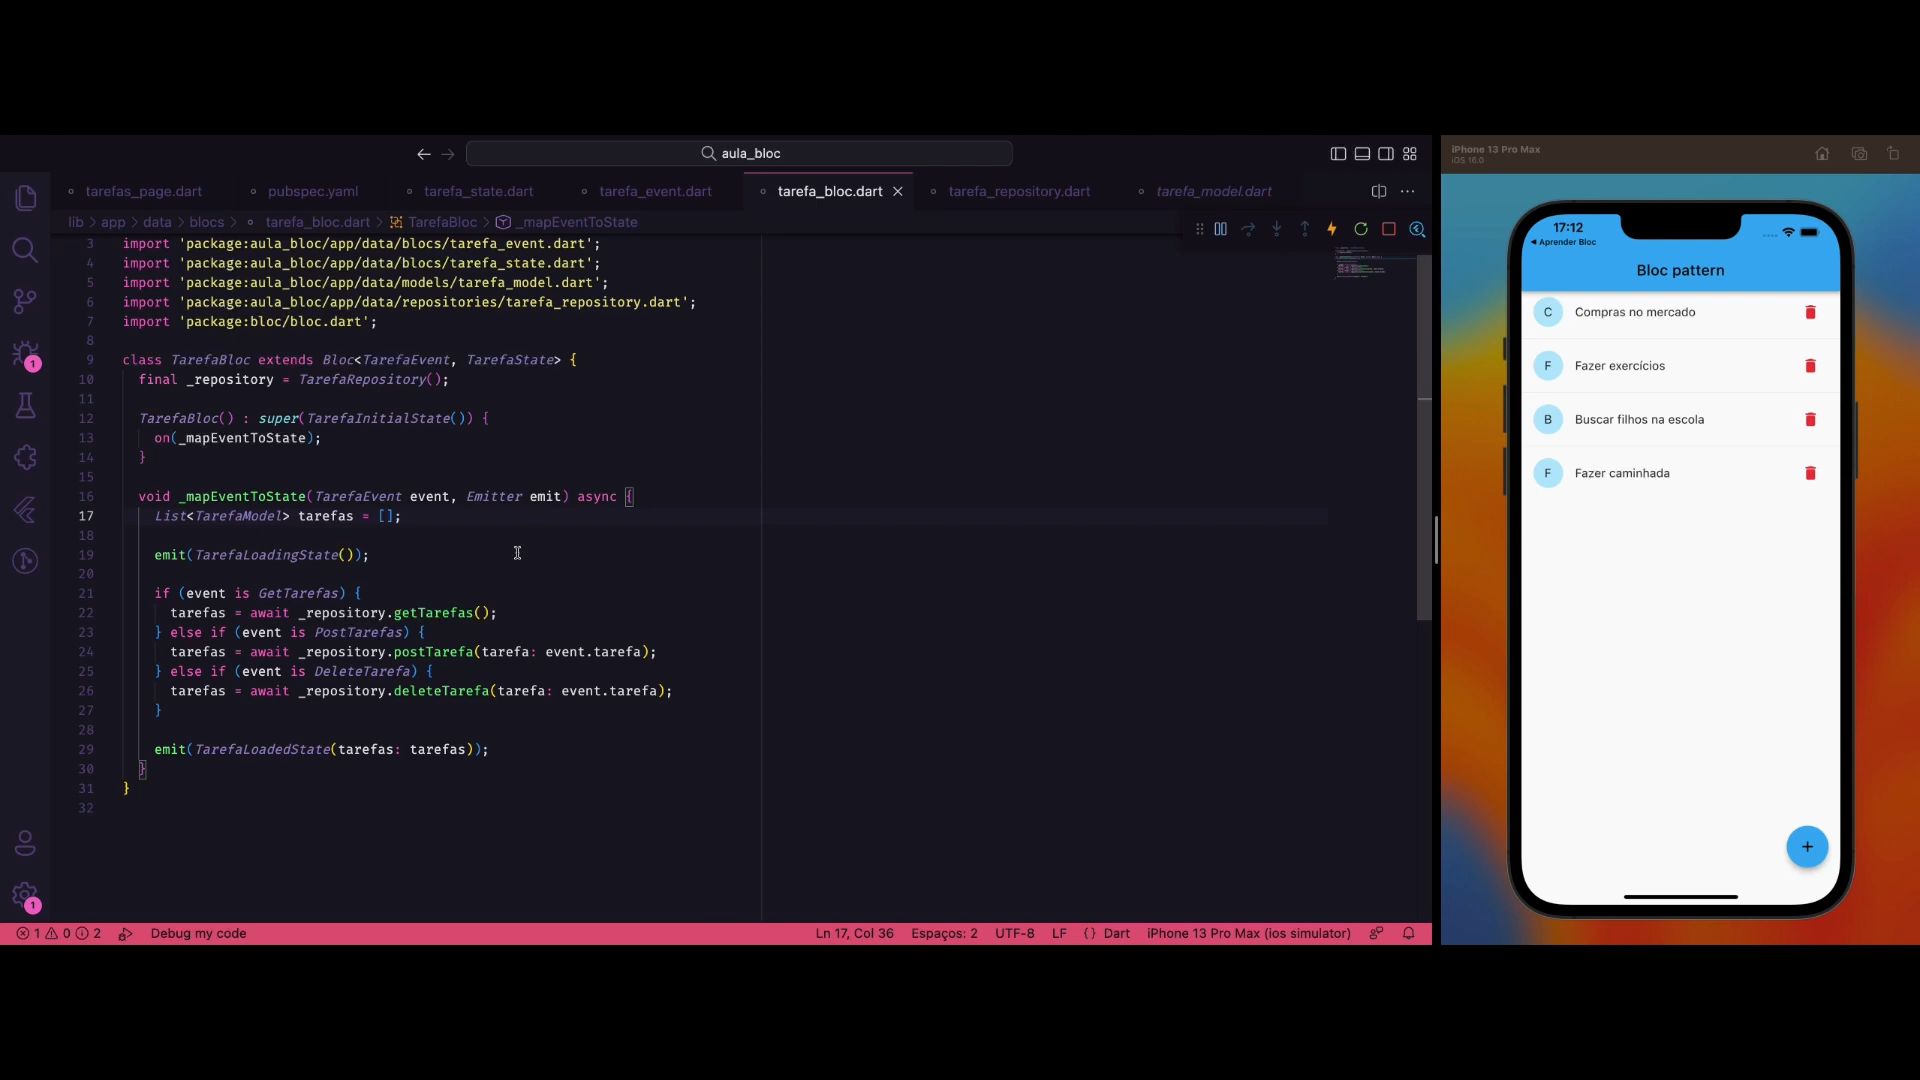 aula_bloc
tarefas_page.dart
pubspec.yaml
tarefa_state.dart
tarefa_event.dart
tarefa_bloc.dart
tarefa_repository.dart
tarefa_model.dart
lib > app > data > blocs > tarefa_bloc.dart > TarefaBloc > _mapEventToState
3 import 'package:aula_bloc/app/data/blocs/tarefa_event.dart';
4 import 'package:aula_bloc/app/data/blocs/tarefa_state.dart';
5 import 'package:aula_bloc/app/data/models/tarefa_model.dart';
6 import 'package:aula_bloc/app/data/repositories/tarefa_repository.dart';
7 import 'package:bloc/bloc.dart';
8
9 class TarefaBloc extends Bloc<TarefaEvent, TarefaState> {
10 final _repository = TarefaRepository();
11
12 TarefaBloc() : super(TarefaInitialState()) {
13 on(_mapEventToState);
14 }
15
16 void _mapEventToState(TarefaEvent event, Emitter emit) async {
17 List<TarefaModel> tarefas = [];
18
19 emit(TarefaLoadingState());
20
21 if (event is GetTarefas) {
22 tarefas = await _repository.getTarefas();
23 } else if (event is PostTarefas) {
24 tarefas = await _repository.postTarefa(tarefa: event.tarefa);
25 } else if (event is DeleteTarefa) {
26 tarefas = await _repository.deleteTarefa(tarefa: event.tarefa);
27 }
28
29 emit(TarefaLoadedState(tarefas: tarefas));
30 }
31 }
32
1
1
1 0 2 Debug my code Ln 17, Col 36 Espaços: 2 UTF-8 LF {} Dart iPhone 13 Pro Max (ios simulator)
iPhone 13 Pro Max
iOS 16.0
17:12
◀ Aprender Bloc
Bloc pattern
C Compras no mercado
F Fazer exercícios
B Buscar filhos na escola
F Fazer caminhada
+